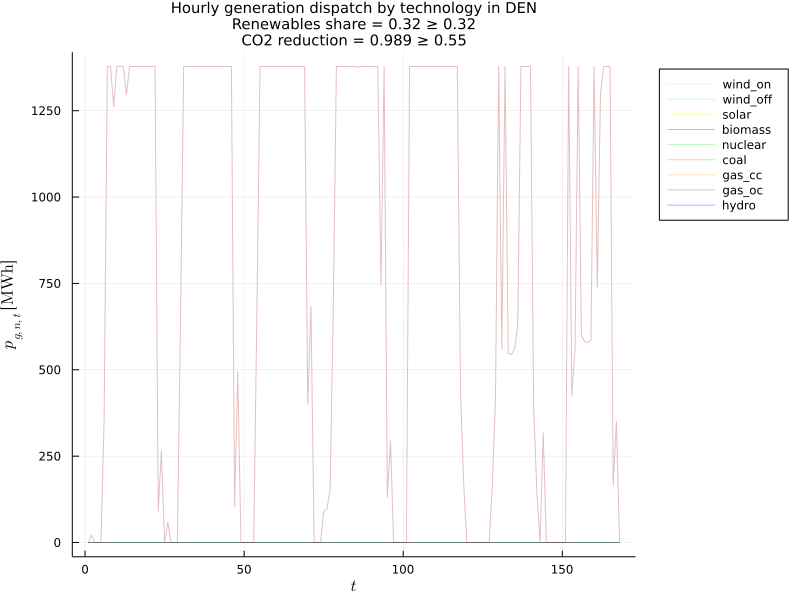 Hourly generation dispatch by technology in DEN
Renewables share = 0.32 ≥ 0.32
CO2 reduction = 0.989 ≥ 0.55
wind_on
wind_off
solar
biomass
nuclear
coal
gas_cc
gas_oc
hydro
1250
1000
750
500
250
0
p g,n,t [MWh]
0 50 100 150
t